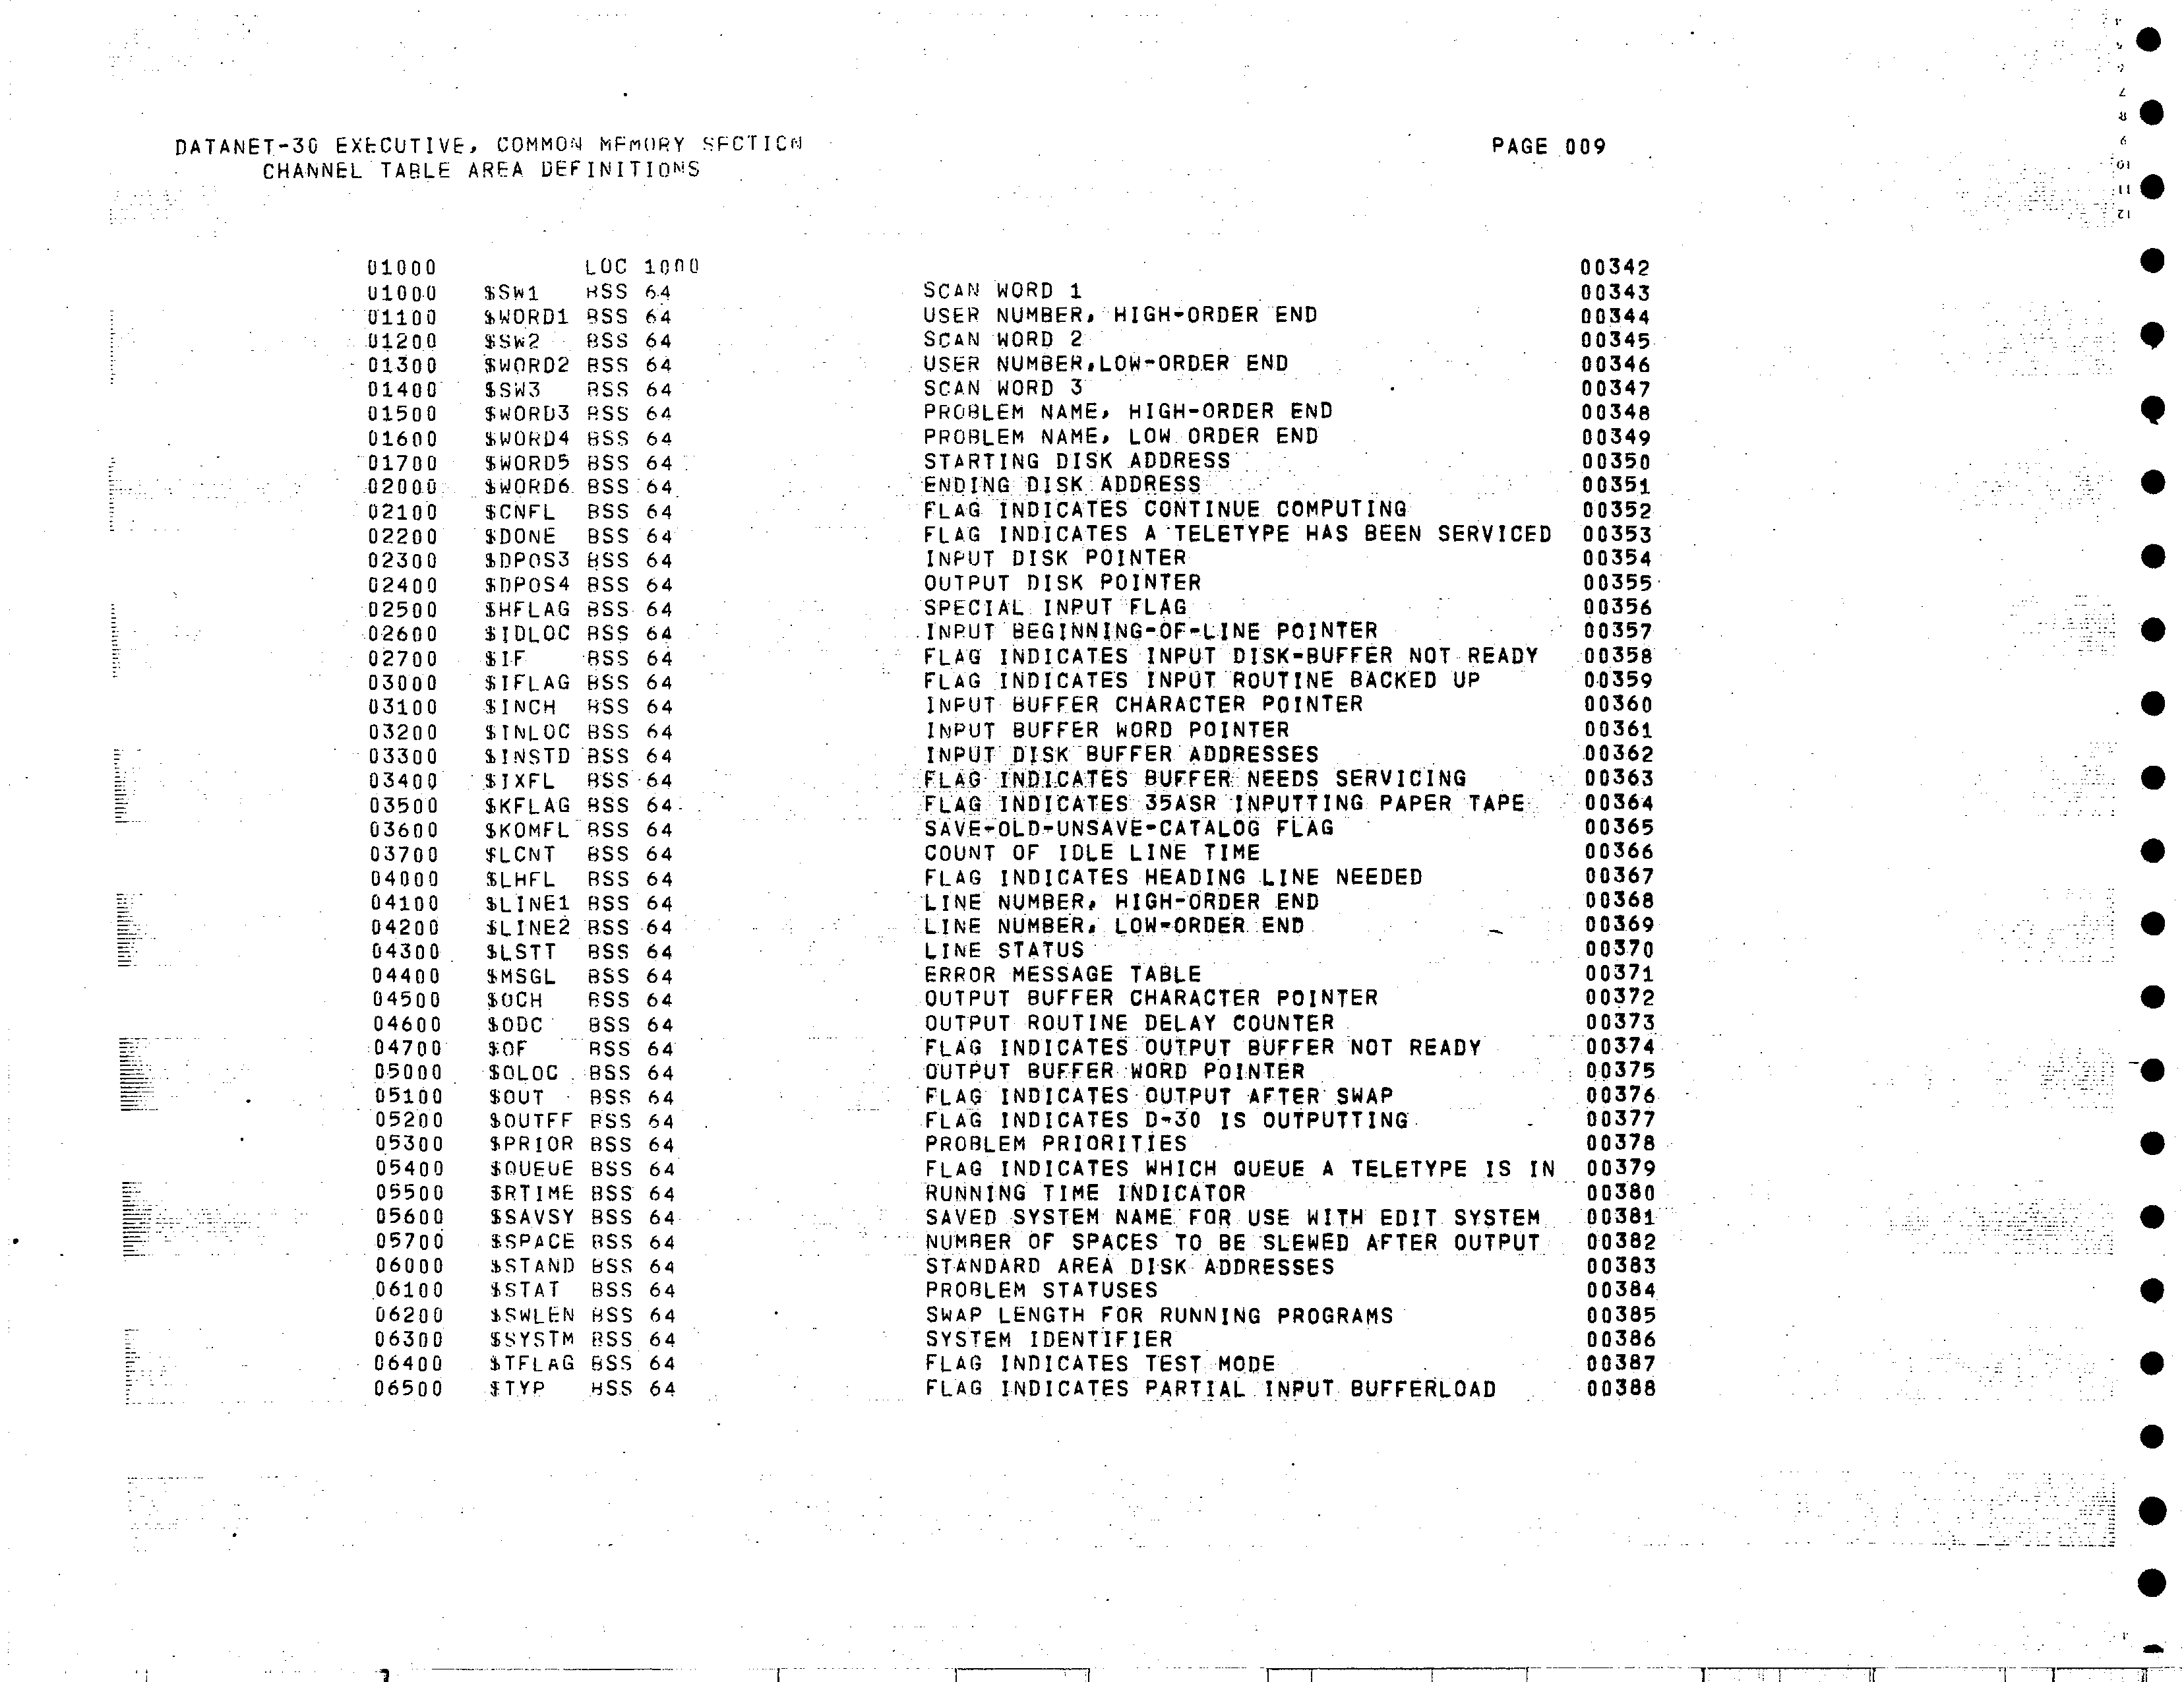 DATANET-30 EXECUTIVE, COMMON MEMORY SECTION PAGE 009
CHANNEL TABLE AREA DEFINITIONS
01000 LOC 1000 00342
01000 $SW1 BSS 64 SCAN WORD 1 00343
01100 $WORD1 BSS 64 USER NUMBER, HIGH-ORDER END 00344
01200 $SW2 BSS 64 SCAN WORD 2 00345
01300 $WORD2 BSS 64 USER NUMBER,LOW-ORDER END 00346
01400 $SW3 BSS 64 SCAN WORD 3 00347
01500 $WORD3 BSS 64 PROBLEM NAME, HIGH-ORDER END 00348
01600 $WORD4 BSS 64 PROBLEM NAME, LOW ORDER END 00349
01700 $WORD5 BSS 64 STARTING DISK ADDRESS 00350
02000 $WORD6 BSS 64 ENDING DISK ADDRESS 00351
02100 $CNFL BSS 64 FLAG INDICATES CONTINUE COMPUTING 00352
02200 $DONE BSS 64 FLAG INDICATES A TELETYPE HAS BEEN SERVICED 00353
02300 $DPOS3 BSS 64 INPUT DISK POINTER 00354
02400 $DPOS4 BSS 64 OUTPUT DISK POINTER 00355
02500 $HFLAG BSS 64 SPECIAL INPUT FLAG 00356
02600 $IDLOC BSS 64 INPUT BEGINNING-OF-LINE POINTER 00357
02700 $IF BSS 64 FLAG INDICATES INPUT DISK-BUFFER NOT READY 00358
03000 $IFLAG BSS 64 FLAG INDICATES INPUT ROUTINE BACKED UP 00359
03100 $INCH BSS 64 INPUT BUFFER CHARACTER POINTER 00360
03200 $INLOC BSS 64 INPUT BUFFER WORD POINTER 00361
03300 $INSTD BSS 64 INPUT DISK BUFFER ADDRESSES 00362
03400 $IXFL BSS 64 FLAG INDICATES BUFFER NEEDS SERVICING 00363
03500 $KFLAG BSS 64 FLAG INDICATES 35ASR INPUTTING PAPER TAPE 00364
03600 $KOMFL BSS 64 SAVE-OLD-UNSAVE-CATALOG FLAG 00365
03700 $LCNT BSS 64 COUNT OF IDLE LINE TIME 00366
04000 $LHFL BSS 64 FLAG INDICATES HEADING LINE NEEDED 00367
04100 $LINE1 BSS 64 LINE NUMBER, HIGH-ORDER END 00368
04200 $LINE2 BSS 64 LINE NUMBER, LOW-ORDER END 00369
04300 $LSTT BSS 64 LINE STATUS 00370
04400 $MSGL BSS 64 ERROR MESSAGE TABLE 00371
04500 $OCH BSS 64 OUTPUT BUFFER CHARACTER POINTER 00372
04600 $ODC BSS 64 OUTPUT ROUTINE DELAY COUNTER 00373
04700 $OF BSS 64 FLAG INDICATES OUTPUT BUFFER NOT READY 00374
05000 $OLOC BSS 64 OUTPUT BUFFER WORD POINTER 00375
05100 $OUT BSS 64 FLAG INDICATES OUTPUT AFTER SWAP 00376
05200 $OUTFF BSS 64 FLAG INDICATES D-30 IS OUTPUTTING 00377
05300 $PRIOR BSS 64 PROBLEM PRIORITIES 00378
05400 $QUEUE BSS 64 FLAG INDICATES WHICH QUEUE A TELETYPE IS IN 00379
05500 $RTIME BSS 64 RUNNING TIME INDICATOR 00380
05600 $SAVSY BSS 64 SAVED SYSTEM NAME FOR USE WITH EDIT SYSTEM 00381
05700 $SPACE BSS 64 NUMBER OF SPACES TO BE SLEWED AFTER OUTPUT 00382
06000 $STAND BSS 64 STANDARD AREA DISK ADDRESSES 00383
06100 $STAT BSS 64 PROBLEM STATUSES 00384
06200 $SWLEN BSS 64 SWAP LENGTH FOR RUNNING PROGRAMS 00385
06300 $SYSTM BSS 64 SYSTEM IDENTIFIER 00386
06400 $TFLAG BSS 64 FLAG INDICATES TEST MODE 00387
06500 $TYP BSS 64 FLAG INDICATES PARTIAL INPUT BUFFERLOAD 00388
7
8
9
10
11
12